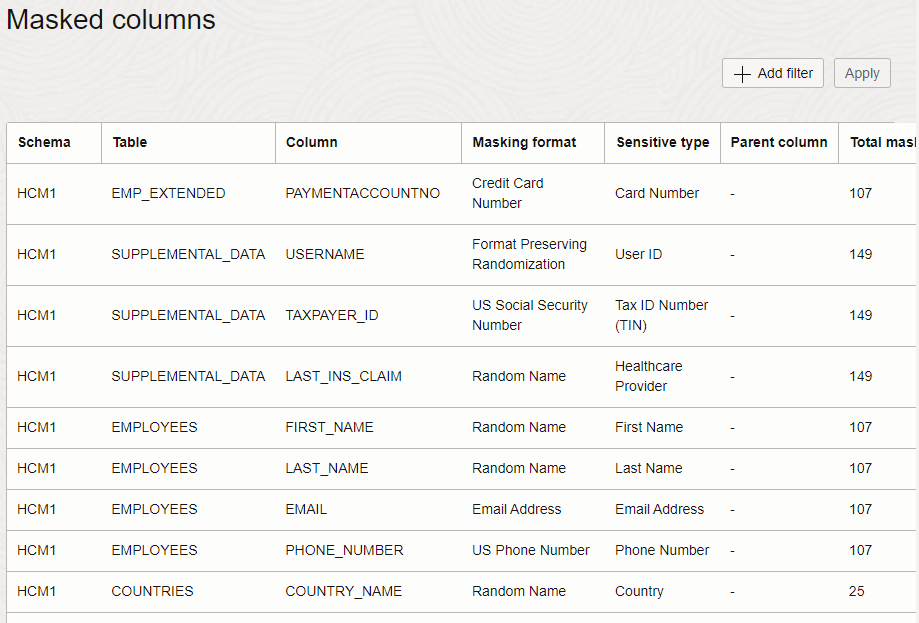 Masked columns
Add filter Apply
Schema Table Column Masking format Sensitive type Parent column Total mas
HCM1 EMP_EXTENDED PAYMENTACCOUNTNO Credit Card Number Card Number - 107
HCM1 SUPPLEMENTAL_DATA USERNAME Format Preserving Randomization User ID - 149
HCM1 SUPPLEMENTAL_DATA TAXPAYER_ID US Social Security Number Tax ID Number (TIN) - 149
HCM1 SUPPLEMENTAL_DATA LAST_INS_CLAIM Random Name Healthcare Provider - 149
HCM1 EMPLOYEES FIRST_NAME Random Name First Name - 107
HCM1 EMPLOYEES LAST_NAME Random Name Last Name - 107
HCM1 EMPLOYEES EMAIL Email Address Email Address - 107
HCM1 EMPLOYEES PHONE_NUMBER US Phone Number Phone Number - 107
HCM1 COUNTRIES COUNTRY_NAME Random Name Country - 25